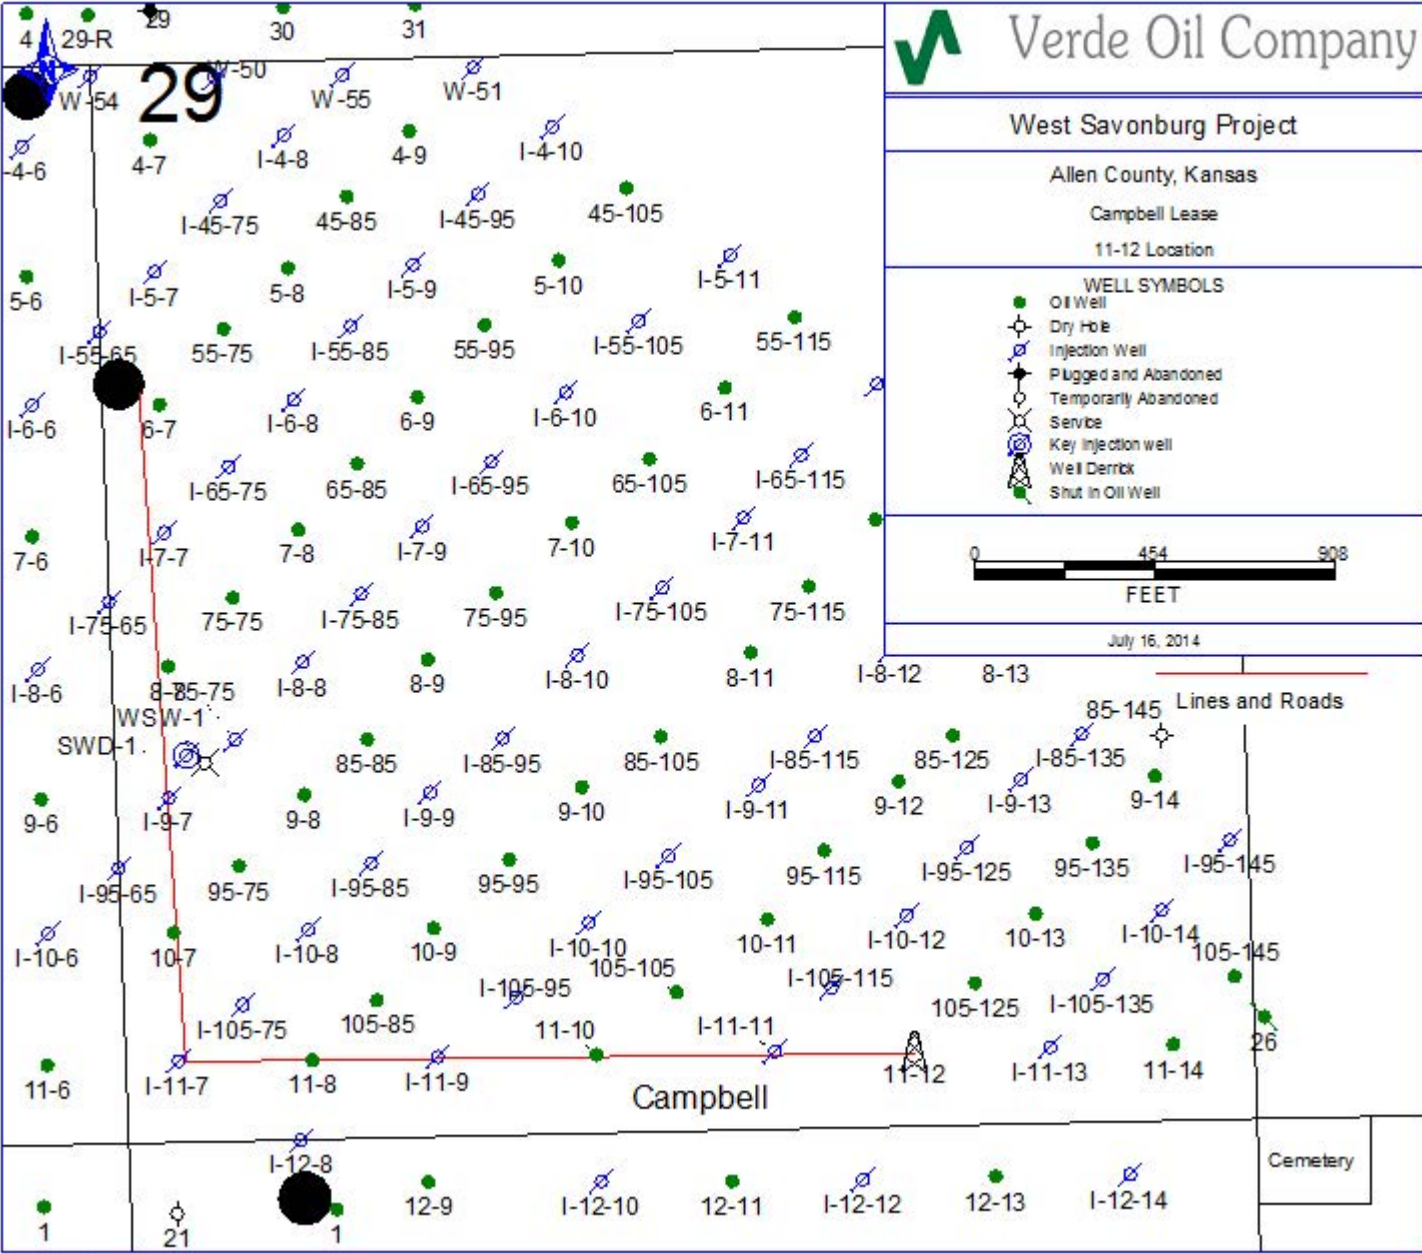 Verde Oil Company
West Savonburg Project
Allen County, Kansas
Campbell Lease
11-12 Location
WELL SYMBOLS
Oil Well
Dry Hole
Injection Well
Plugged and Abandoned
Temporarily Abandoned
Service
Key Injection well
Well Derrick
Shut In Oil Well
0 454 908
FEET
July 16, 2014
Lines and Roads
4 29-R 29 30 31
N
29
W-54 W-50 W-55 W-51
-4-6 4-7 I-4-8 4-9 I-4-10
I-45-75 45-85 I-45-95 45-105
5-6 I-5-7 5-8 I-5-9 5-10 I-5-11
I-55-65 55-75 I-55-85 55-95 I-55-105 55-115
I-6-6 6-7 I-6-8 6-9 I-6-10 6-11
I-65-75 65-85 I-65-95 65-105 I-65-115
7-6 I-7-7 7-8 I-7-9 7-10 I-7-11
I-75-65 75-75 I-75-85 75-95 I-75-105 75-115
I-8-6 I-8-8 8-9 I-8-10 8-11 I-8-12 8-13
WSW-1 85-145
SWD-1 85-85 I-85-95 85-105 I-85-115 85-125 I-85-135
9-6 I-9-7 9-8 I-9-9 9-10 I-9-11 9-12 I-9-13 9-14
I-95-65 95-75 I-95-85 95-95 I-95-105 95-115 I-95-125 95-135 I-95-145
I-10-6 10-7 I-10-8 10-9 I-10-10 10-11 I-10-12 10-13 I-10-14
I-105-75 105-85 I-105-95 105-105 I-105-115 105-125 I-105-135 105-145
11-6 I-11-7 11-8 I-11-9 11-10 I-11-11 11-12 I-11-13 11-14 26
Campbell
I-12-8
Cemetery
1 21 1 12-9 I-12-10 12-11 I-12-12 12-13 I-12-14